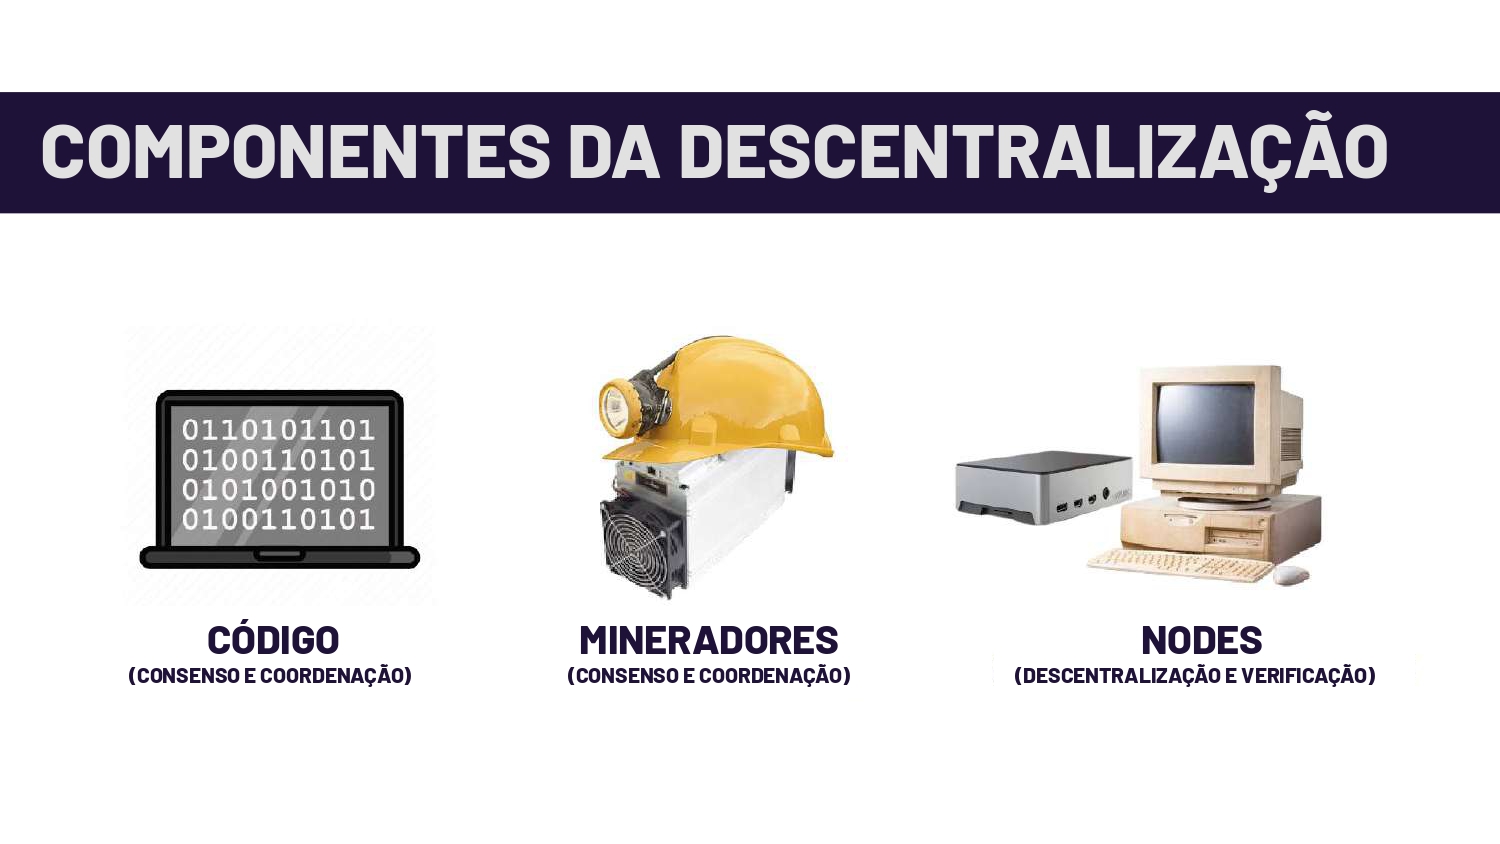 COMPONENTES DA DESCENTRALIZAÇÃO
0110101101
0100110101
0101001010
0100110101
CÓDIGO
(CONSENSO E COORDENAÇÃO)
MINERADORES
(CONSENSO E COORDENAÇÃO)
NODES
(DESCENTRALIZAÇÃO E VERIFICAÇÃO)